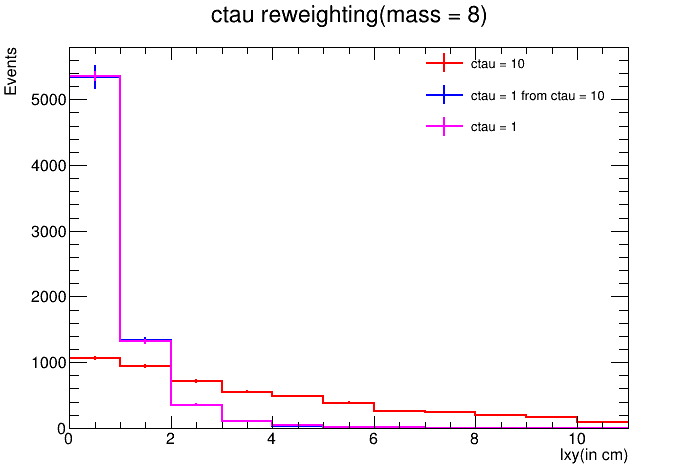 ctau reweighting(mass = 8)
Events
ctau = 10
ctau = 1 from ctau = 10
ctau = 1
5000
4000
3000
2000
1000
0
0 2 4 6 8 10
lxy(in cm)